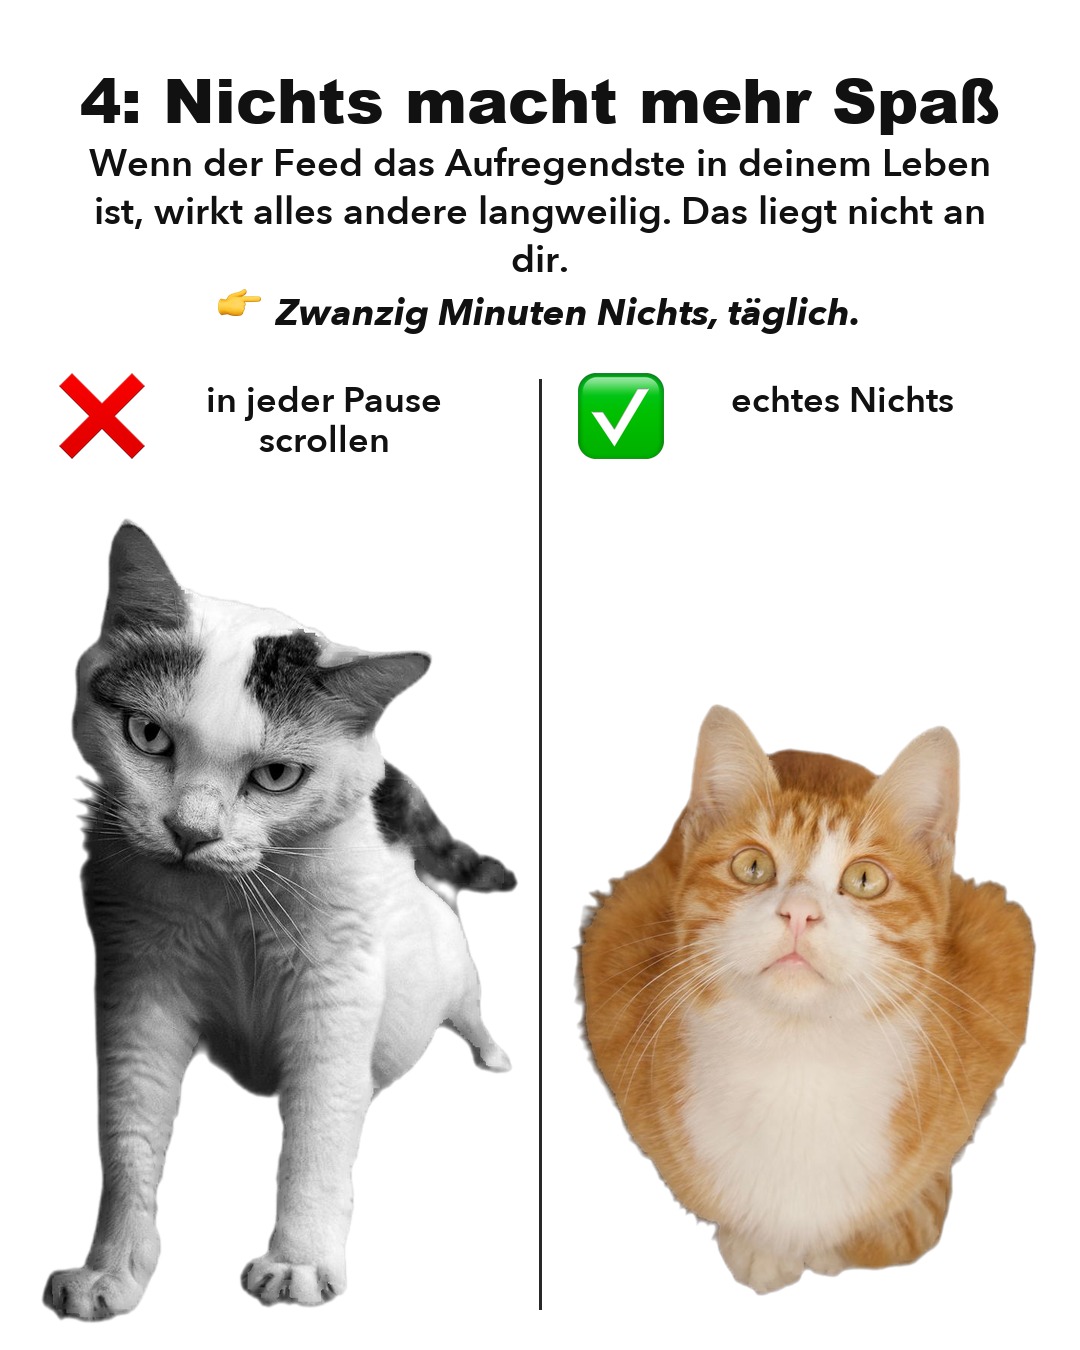 4: Nichts macht mehr Spaß
Wenn der Feed das Aufregendste in deinem Leben
ist, wirkt alles andere langweilig. Das liegt nicht an
dir.
👉 Zwanzig Minuten Nichts, täglich.
❌ in jeder Pause
scrollen
✅ echtes Nichts